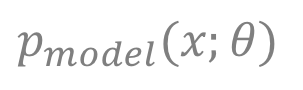 p_model(x; θ)